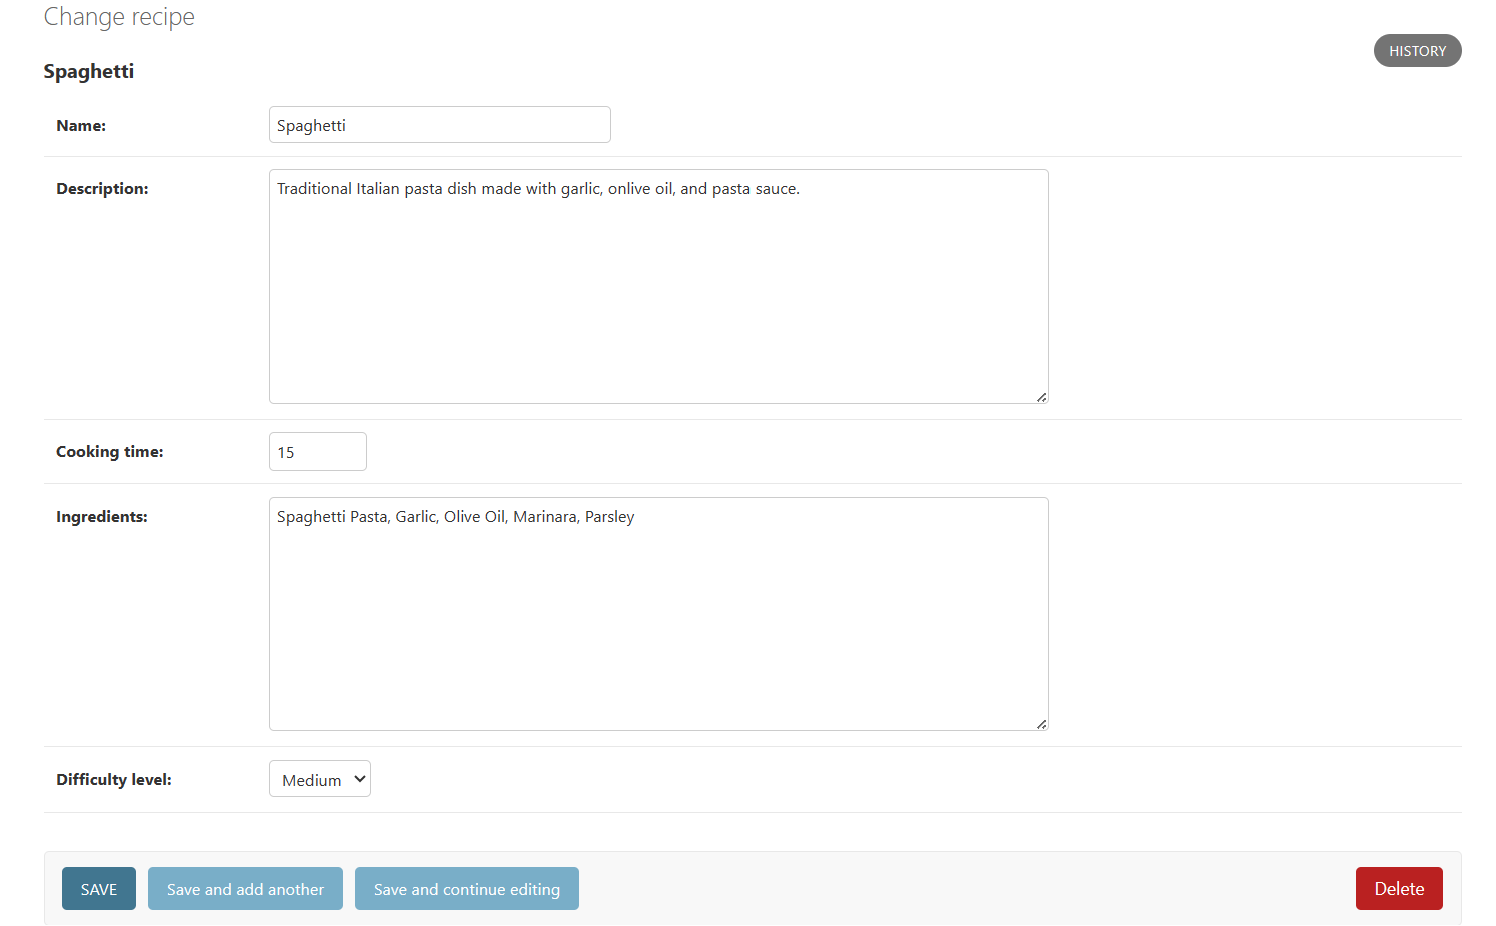 Change recipe
HISTORY
Spaghetti
Name:
Spaghetti
Description:
Traditional Italian pasta dish made with garlic, onlive oil, and pasta sauce.
Cooking time:
15
Ingredients:
Spaghetti Pasta, Garlic, Olive Oil, Marinara, Parsley
Difficulty level:
Medium
SAVE
Save and add another
Save and continue editing
Delete